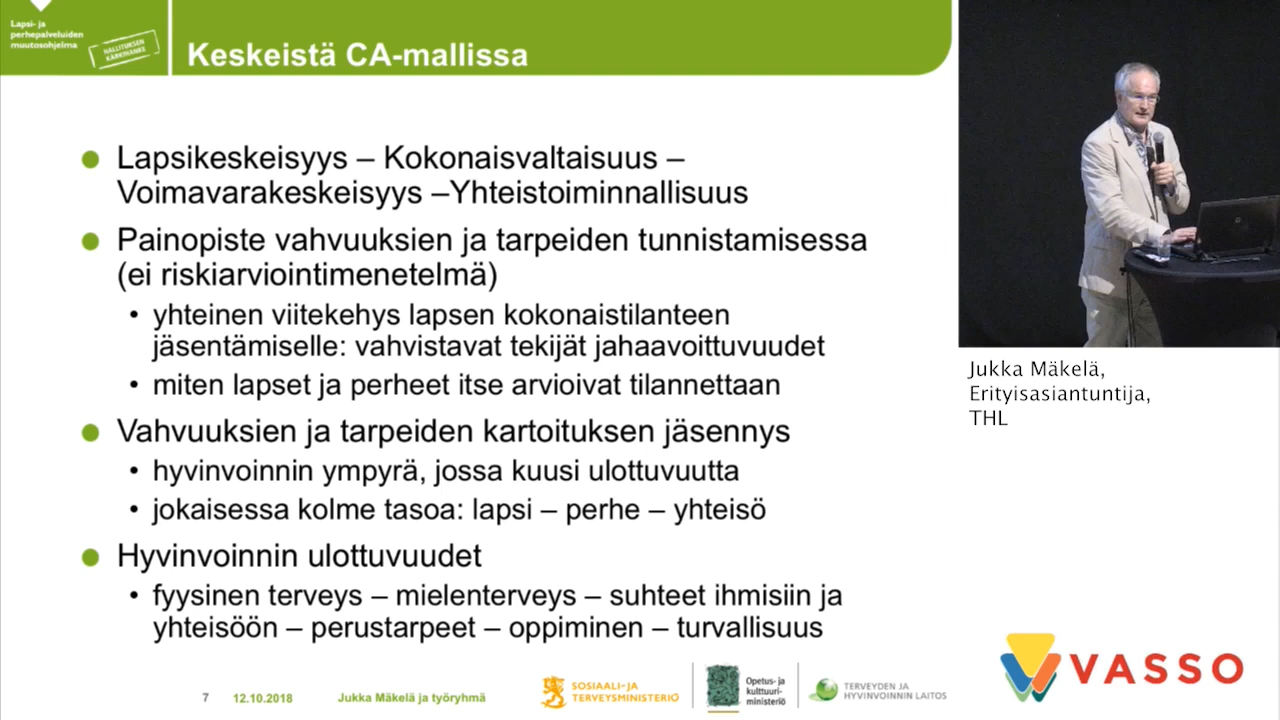 Lapsi- ja
perhepalveluiden
muutosohjelma
HALLITUKSEN
KÄRKIHANKE
Keskeistä CA-mallissa
Lapsikeskeisyys – Kokonaisvaltaisuus –
Voimavarakeskeisyys –Yhteistoiminnallisuus
Painopiste vahvuuksien ja tarpeiden tunnistamisessa
(ei riskiarviointimenetelmä)
yhteinen viitekehys lapsen kokonaistilanteen
jäsentämiselle: vahvistavat tekijät jahaavoittuvuudet
miten lapset ja perheet itse arvioivat tilannettaan
Vahvuuksien ja tarpeiden kartoituksen jäsennys
hyvinvoinnin ympyrä, jossa kuusi ulottuvuutta
jokaisessa kolme tasoa: lapsi – perhe – yhteisö
Hyvinvoinnin ulottuvuudet
fyysinen terveys – mielenterveys – suhteet ihmisiin ja
yhteisöön – perustarpeet – oppiminen – turvallisuus
7 12.10.2018 Jukka Mäkelä ja työryhmä
SOSIAALI- JA
TERVEYSMINISTERIÖ
Opetus- ja
kulttuuri-
ministeriö
TERVEYDEN JA
HYVINVOINNIN LAITOS
Jukka Mäkelä,
Erityisasiantuntija,
THL
VASSO